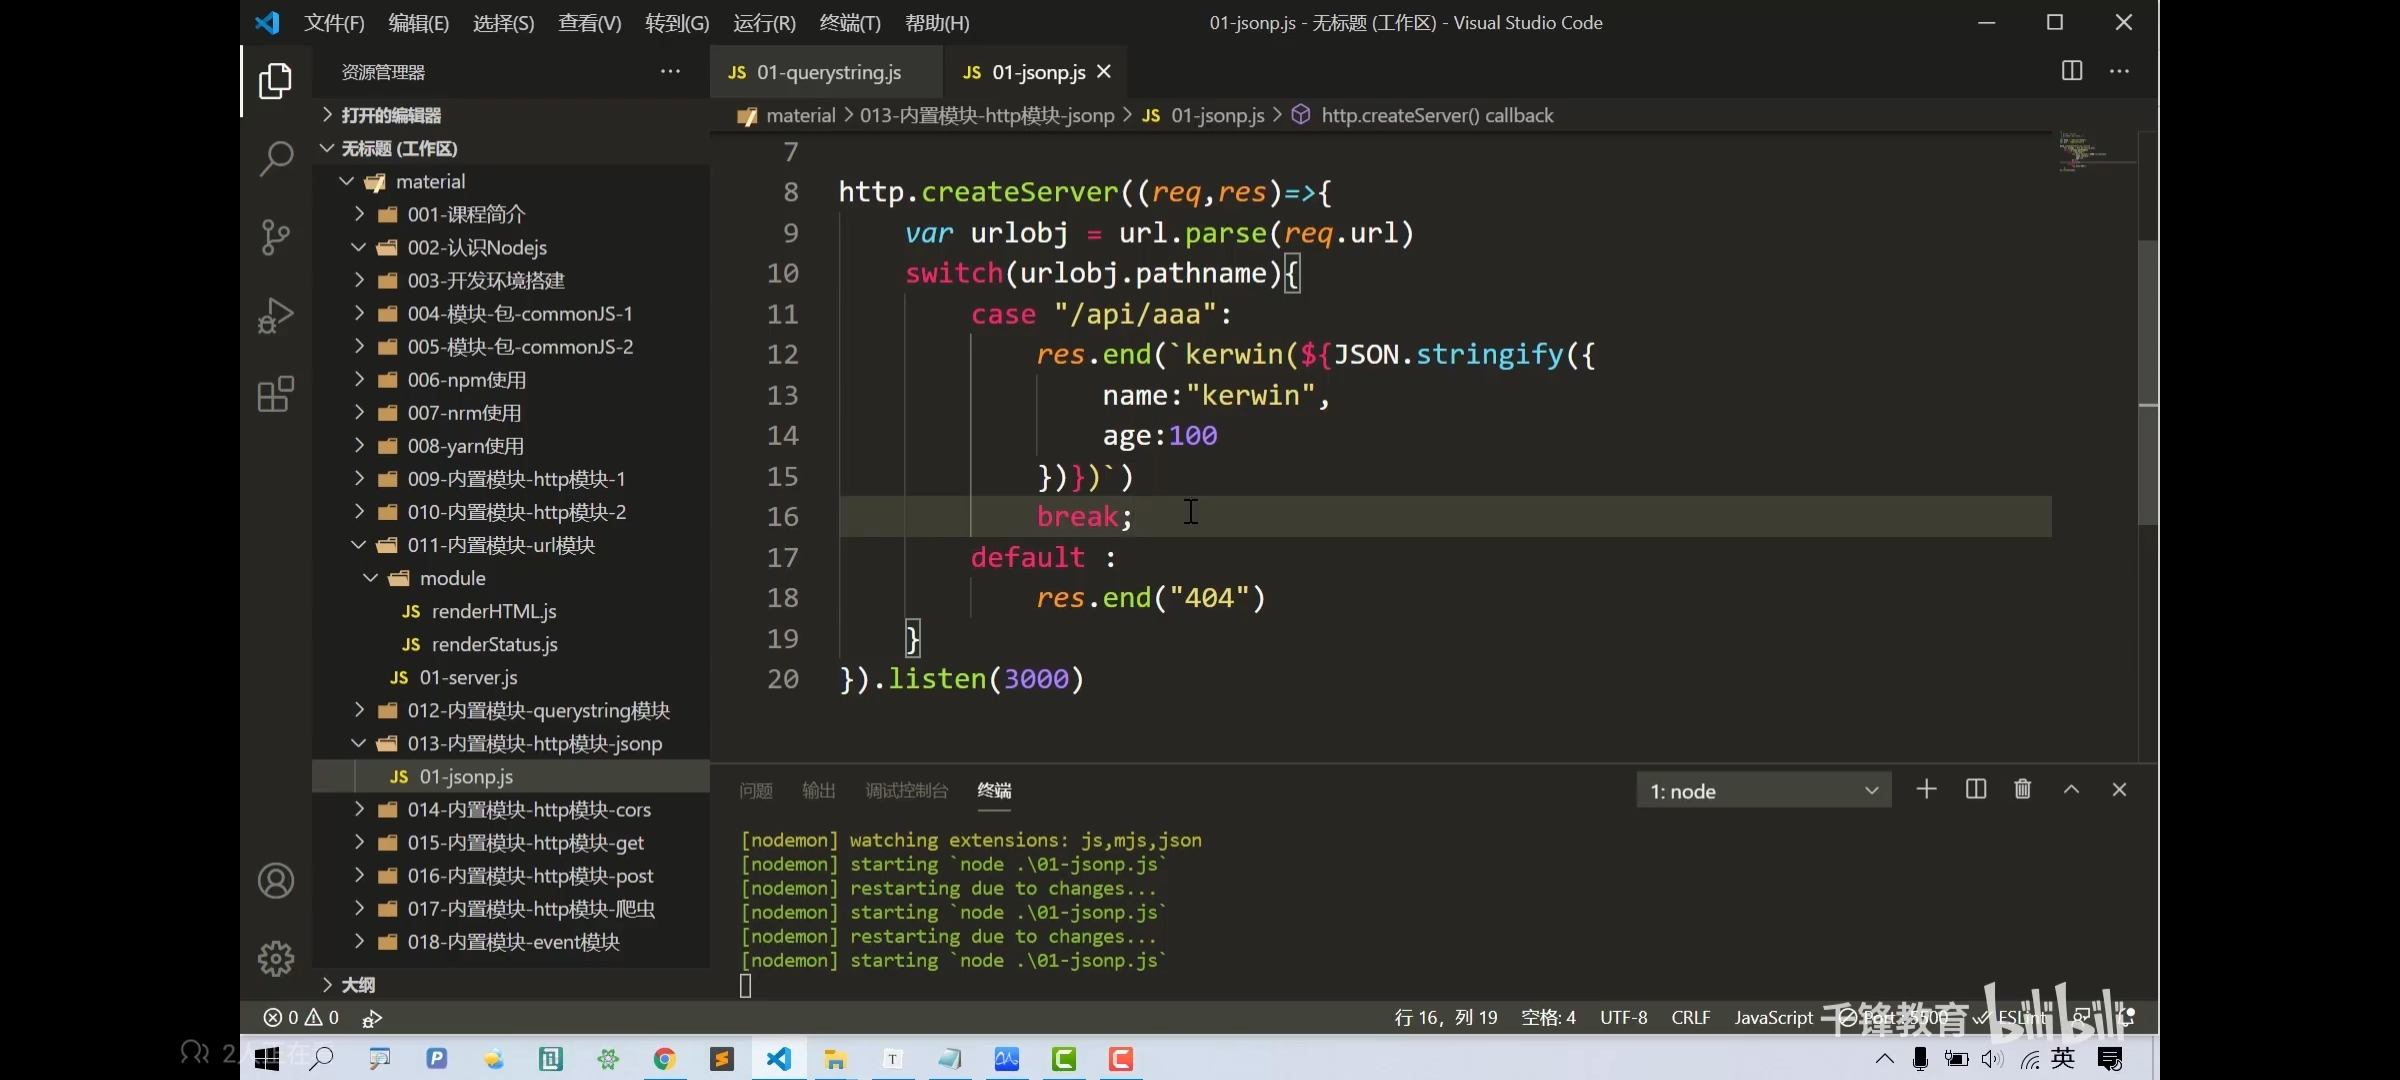 文件(F) 编辑(E) 选择(S) 查看(V) 转到(G) 运行(R) 终端(T) 帮助(H) 01-jsonp.js - 无标题 (工作区) - Visual Studio Code
资源管理器 ···
打开的编辑器
无标题 (工作区)
material
001-课程简介
002-认识Nodejs
003-开发环境搭建
004-模块-包-commonJS-1
005-模块-包-commonJS-2
006-npm使用
007-nrm使用
008-yarn使用
009-内置模块-http模块-1
010-内置模块-http模块-2
011-内置模块-url模块
module
JS renderHTML.js
JS renderStatus.js
JS 01-server.js
012-内置模块-querystring模块
013-内置模块-http模块-jsonp
JS 01-jsonp.js
014-内置模块-http模块-cors
015-内置模块-http模块-get
016-内置模块-http模块-post
017-内置模块-http模块-爬虫
018-内置模块-event模块
大纲
JS 01-querystring.js JS 01-jsonp.js
material > 013-内置模块-http模块-jsonp > JS 01-jsonp.js > http.createServer() callback
7
8 http.createServer((req,res)=>{
9 var urlobj = url.parse(req.url)
10 switch(urlobj.pathname){
11 case "/api/aaa":
12 res.end(`kerwin(${JSON.stringify({
13 name:"kerwin",
14 age:100
15 })})`)
16 break;
17 default :
18 res.end("404")
19 }
20 }).listen(3000)
问题 输出 调试控制台 终端 1: node
[nodemon] watching extensions: js,mjs,json
[nodemon] starting `node .\01-jsonp.js`
[nodemon] restarting due to changes...
[nodemon] starting `node .\01-jsonp.js`
[nodemon] restarting due to changes...
[nodemon] starting `node .\01-jsonp.js`
0 0 行 16, 列 19 空格: 4 UTF-8 CRLF JavaScript Port : 5500 ESLint
千锋教育 bilibili
2人正在
英